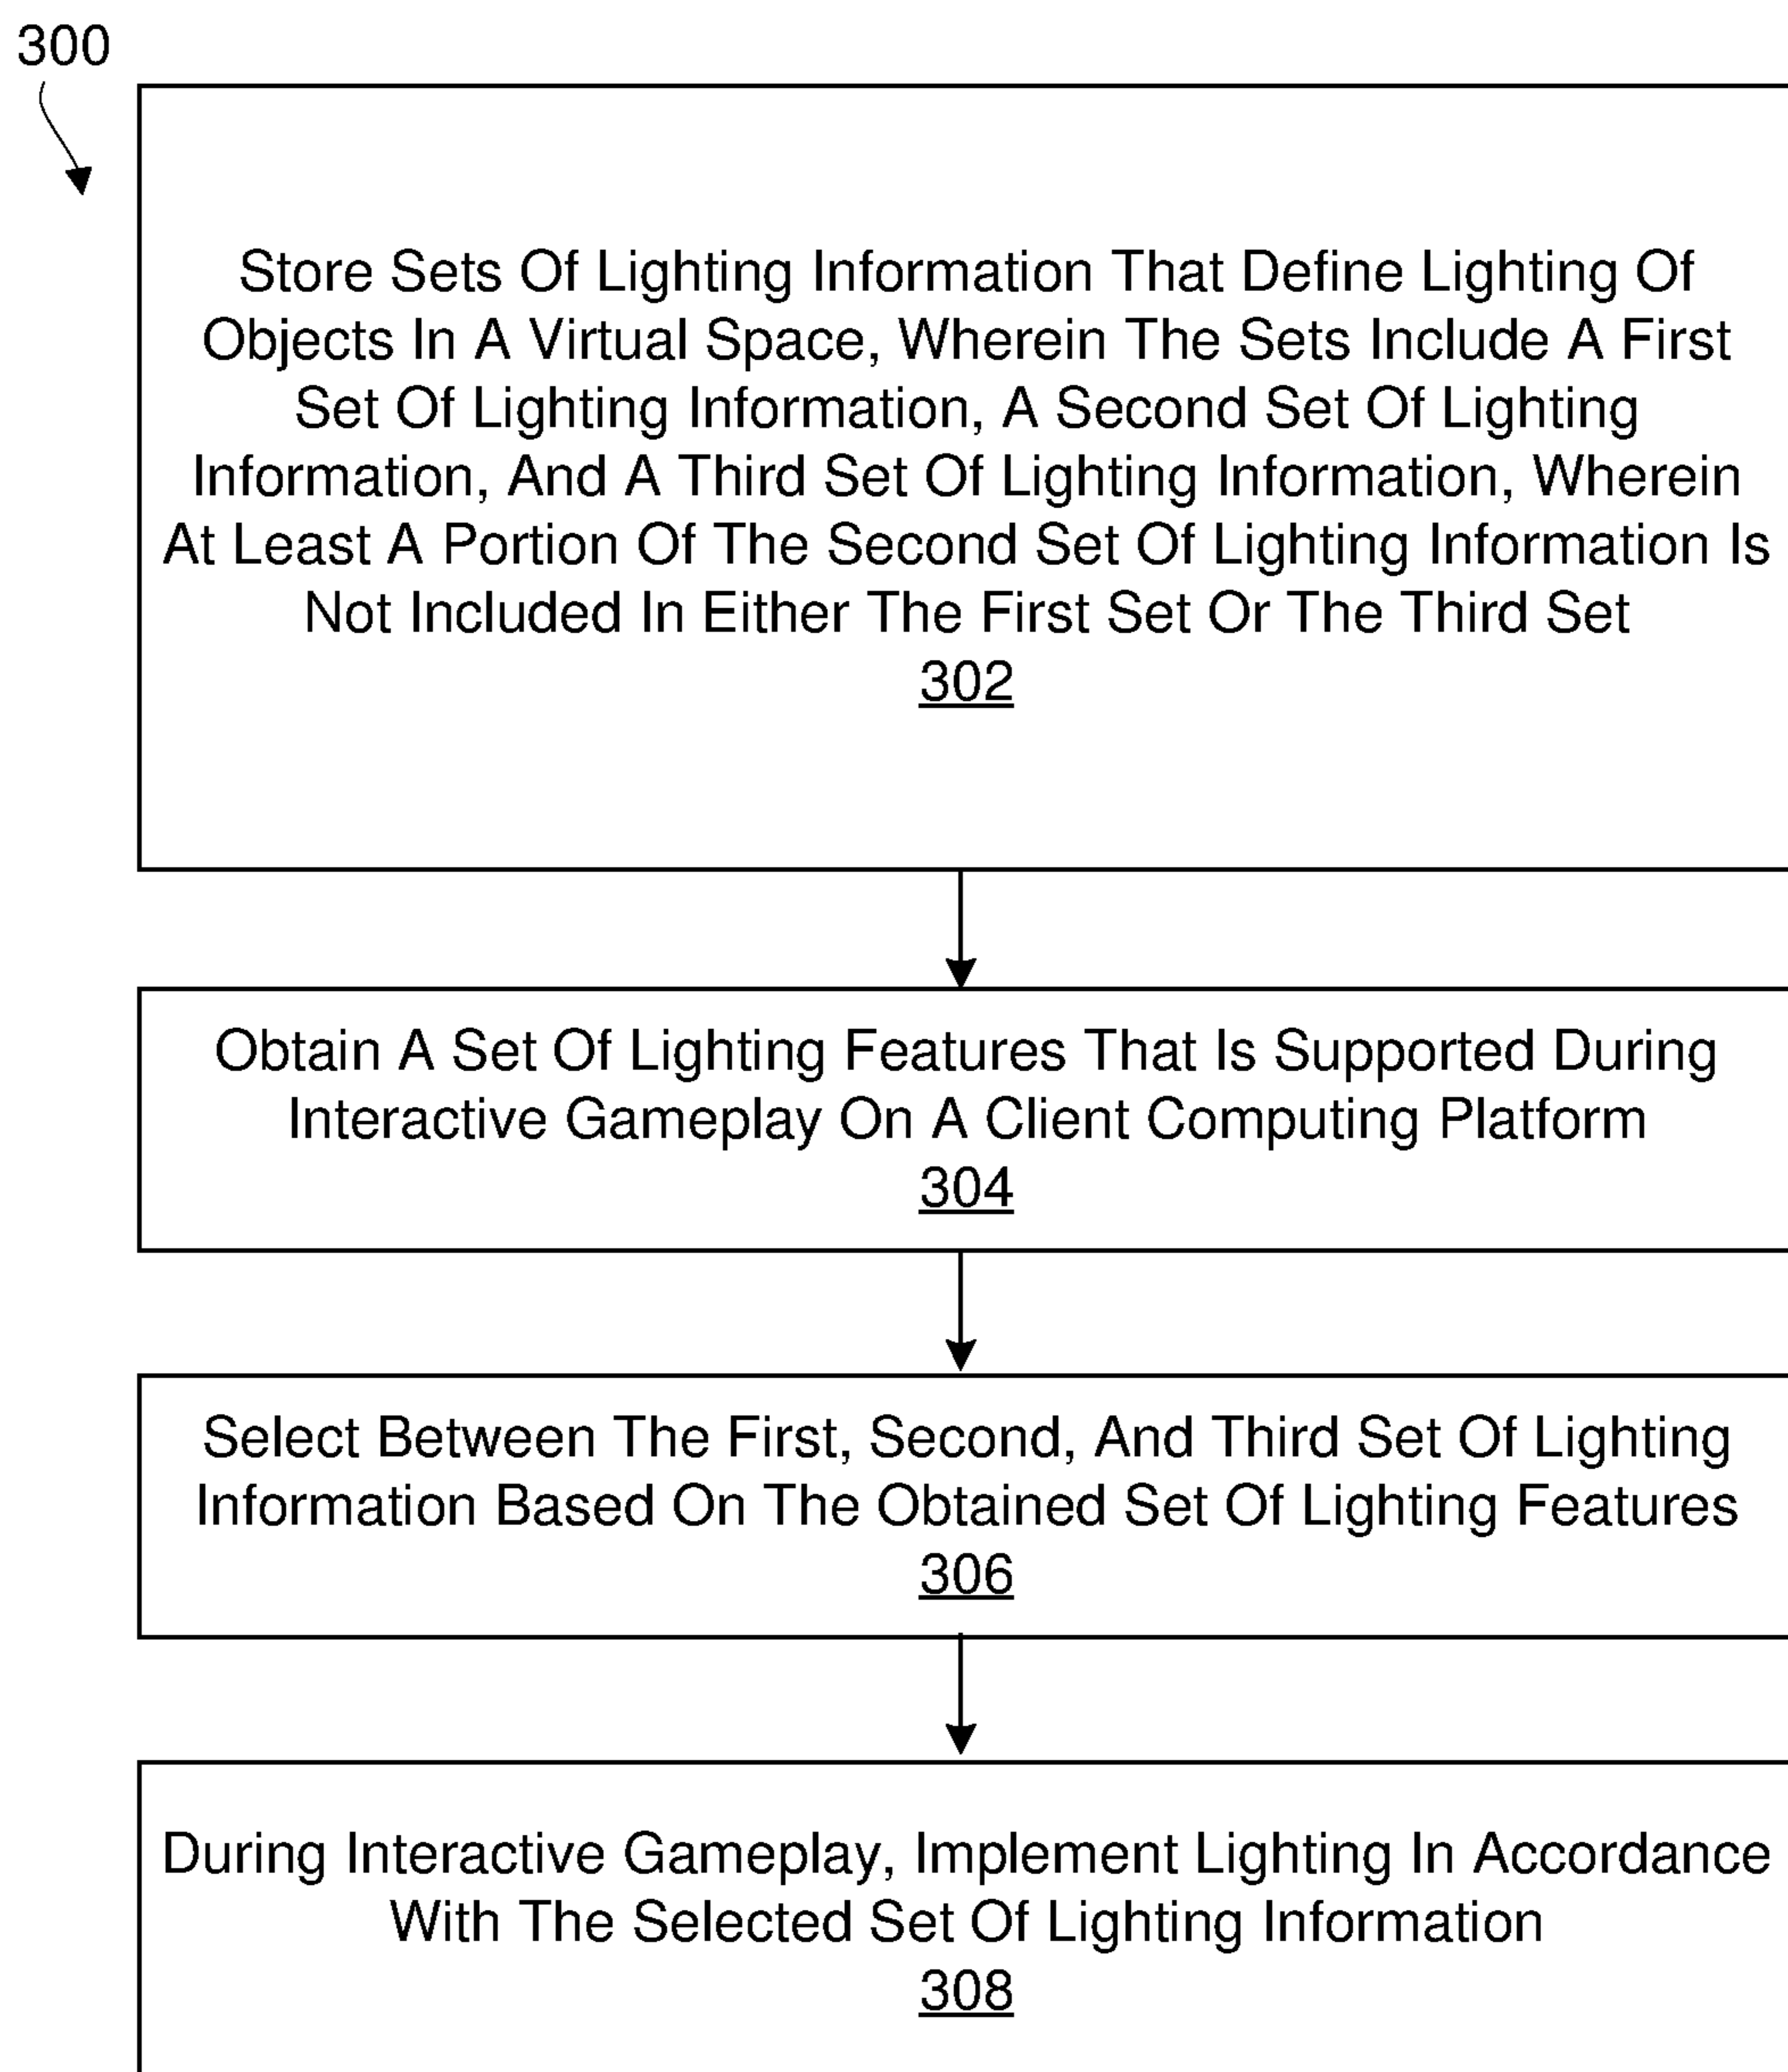 300
Store Sets Of Lighting Information That Define Lighting Of
Objects In A Virtual Space, Wherein The Sets Include A First
Set Of Lighting Information, A Second Set Of Lighting
Information, And A Third Set Of Lighting Information, Wherein
At Least A Portion Of The Second Set Of Lighting Information Is
Not Included In Either The First Set Or The Third Set
302
Obtain A Set Of Lighting Features That Is Supported During
Interactive Gameplay On A Client Computing Platform
304
Select Between The First, Second, And Third Set Of Lighting
Information Based On The Obtained Set Of Lighting Features
306
During Interactive Gameplay, Implement Lighting In Accordance
With The Selected Set Of Lighting Information
308